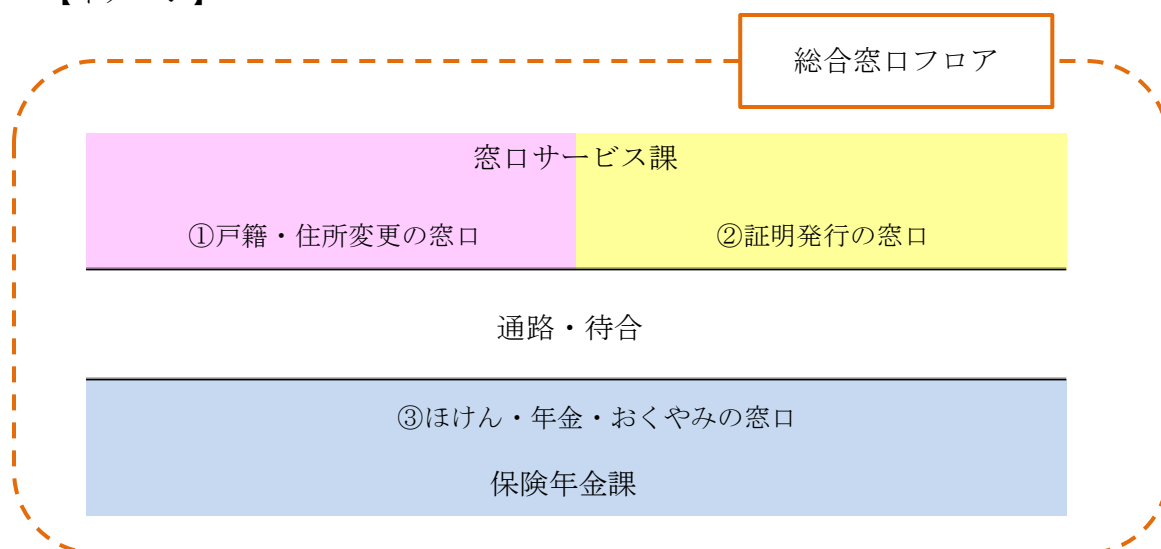 総合窓口フロア
窓口サービス課
①戸籍・住所変更の窓口
②証明発行の窓口
通路・待合
③ほけん・年金・おくやみの窓口
保険年金課